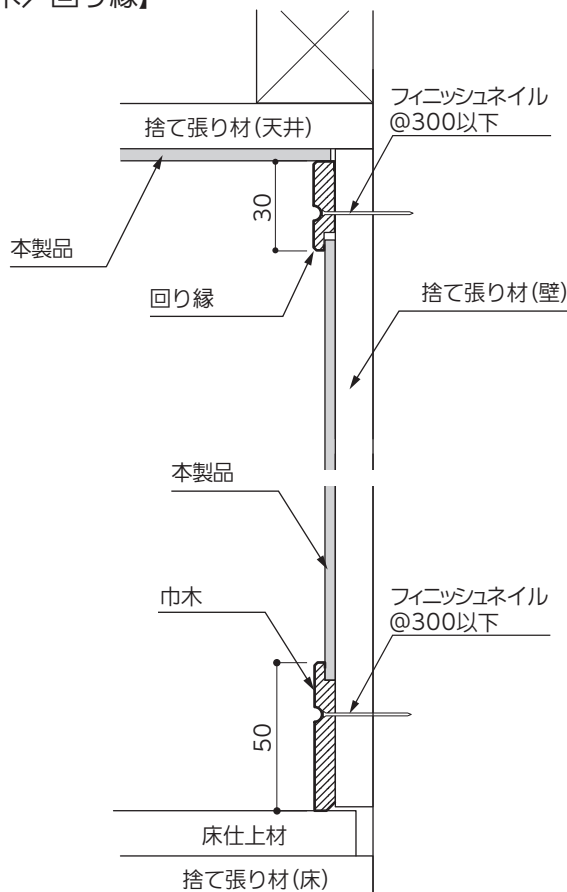 回り縁】
フィニッシュネイル
@300以下
捨て張り材(天井)
30
本製品
回り縁
捨て張り材(壁)
本製品
巾木
フィニッシュネイル
@300以下
50
床仕上材
捨て張り材(床)